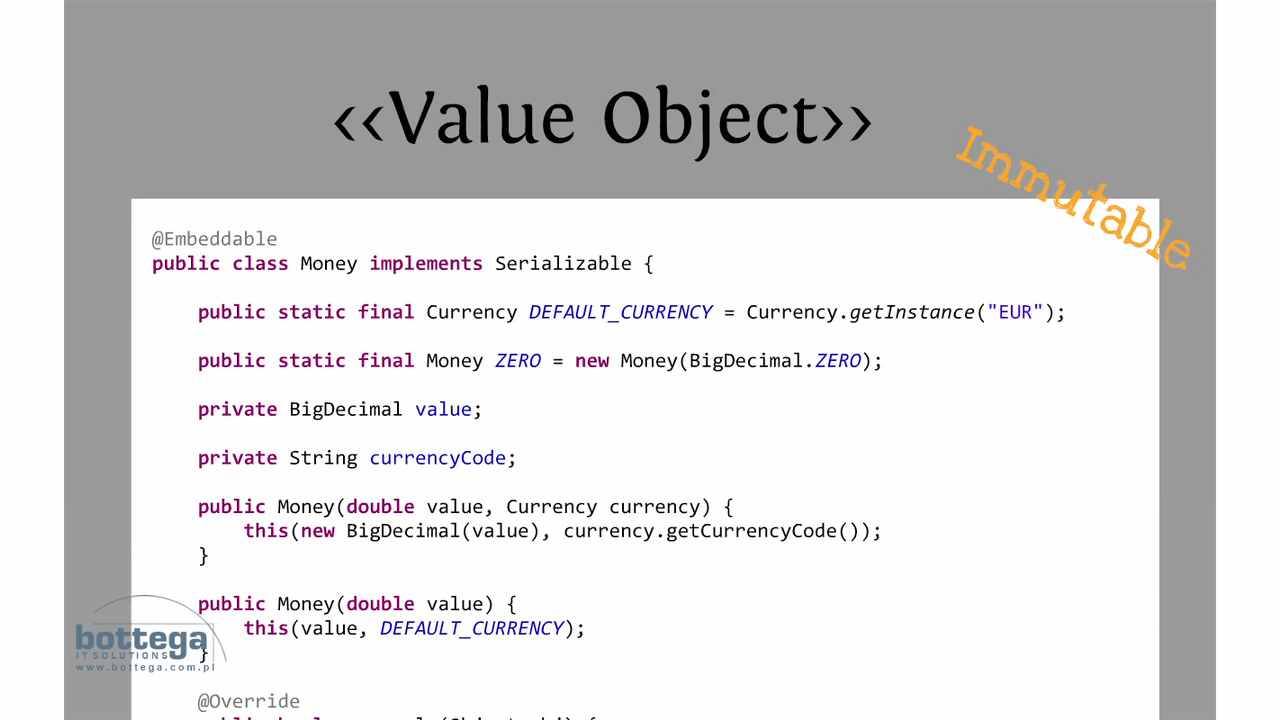 ‹‹Value Object››
Immutable
@Embeddable
public class Money implements Serializable {
public static final Currency DEFAULT_CURRENCY = Currency.getInstance("EUR");
public static final Money ZERO = new Money(BigDecimal.ZERO);
private BigDecimal value;
private String currencyCode;
public Money(double value, Currency currency) {
this(new BigDecimal(value), currency.getCurrencyCode());
}
public Money(double value) {
this(value, DEFAULT_CURRENCY);
}
bottega
IT SOLUTIONS
www.bottega.com.pl
@Override